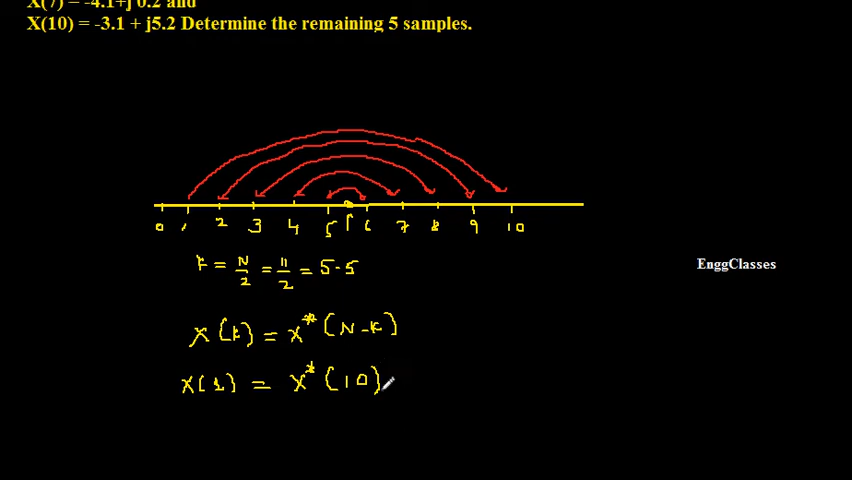 X(7) = -4.1+j 0.2 and
X(10) = -3.1 + j5.2 Determine the remaining 5 samples.
0 1 2 3 4 5 6 7 8 9 10
k = N/2 = 11/2 = 5.5
EnggClasses
X(k) = X*(N-k)
X(1) = X*(10)